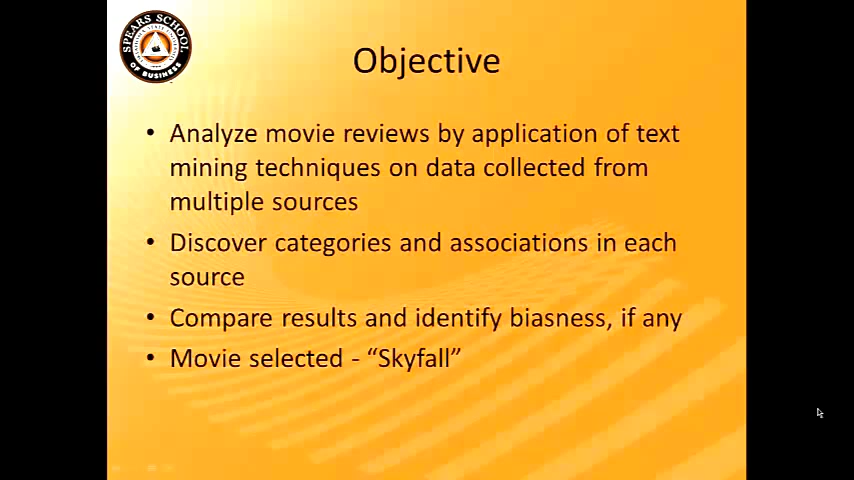 SPEARS SCHOOL
OF BUSINESS
Objective
• Analyze movie reviews by application of text
mining techniques on data collected from
multiple sources
• Discover categories and associations in each
source
• Compare results and identify biasness, if any
• Movie selected - “Skyfall”